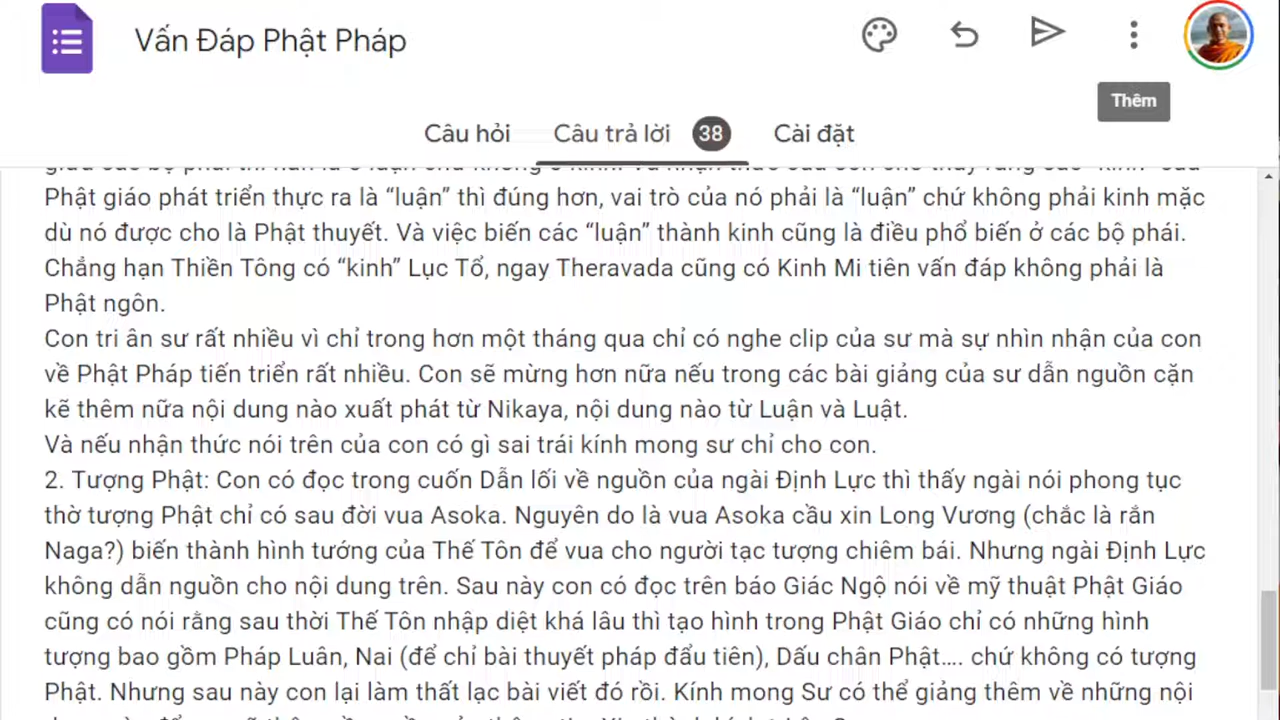 Vấn Đáp Phật Pháp
Thêm
Câu hỏi Câu trả lời 38 Cài đặt
Phật giáo phát triển thực ra là “luận” thì đúng hơn, vai trò của nó phải là “luận” chứ không phải kinh mặc
dù nó được cho là Phật thuyết. Và việc biến các “luận” thành kinh cũng là điều phổ biến ở các bộ phái.
Chẳng hạn Thiền Tông có “kinh” Lục Tổ, ngay Theravada cũng có Kinh Mi tiên vấn đáp không phải là
Phật ngôn.
Con tri ân sư rất nhiều vì chỉ trong hơn một tháng qua chỉ có nghe clip của sư mà sự nhìn nhận của con
về Phật Pháp tiến triển rất nhiều. Con sẽ mừng hơn nữa nếu trong các bài giảng của sư dẫn nguồn cặn
kẽ thêm nữa nội dung nào xuất phát từ Nikaya, nội dung nào từ Luận và Luật.
Và nếu nhận thức nói trên của con có gì sai trái kính mong sư chỉ cho con.
2. Tượng Phật: Con có đọc trong cuốn Dẫn lối về nguồn của ngài Định Lực thì thấy ngài nói phong tục
thờ tượng Phật chỉ có sau đời vua Asoka. Nguyên do là vua Asoka cầu xin Long Vương (chắc là rắn
Naga?) biến thành hình tướng của Thế Tôn để vua cho người tạc tượng chiêm bái. Nhưng ngài Định Lực
không dẫn nguồn cho nội dung trên. Sau này con có đọc trên báo Giác Ngộ nói về mỹ thuật Phật Giáo
cũng có nói rằng sau thời Thế Tôn nhập diệt khá lâu thì tạo hình trong Phật Giáo chỉ có những hình
tượng bao gồm Pháp Luân, Nai (để chỉ bài thuyết pháp đẩu tiên), Dấu chân Phật.... chứ không có tượng
Phật. Nhưng sau này con lại làm thất lạc bài viết đó rồi. Kính mong Sư có thể giảng thêm về những nội